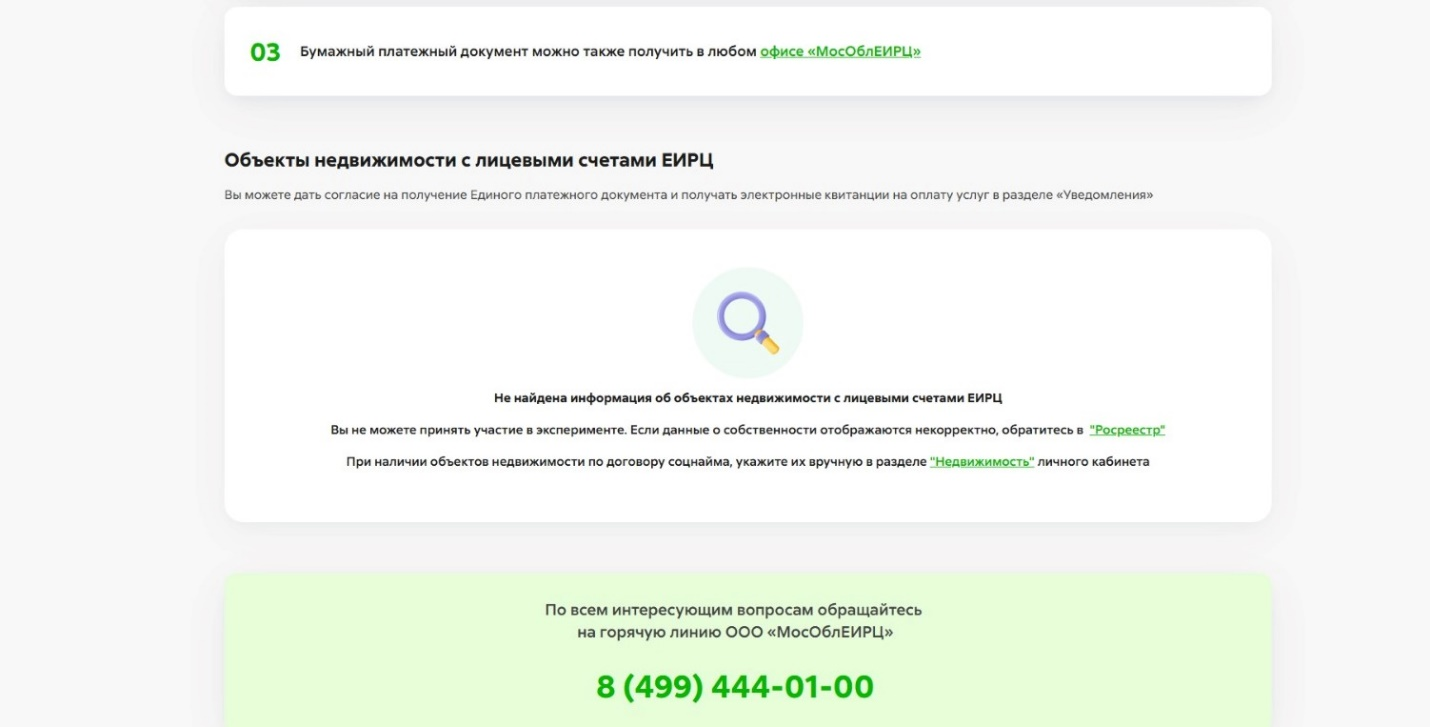 03 Бумажный платежный документ можно также получить в любом офисе «МосОблЕИРЦ»
Объекты недвижимости с лицевыми счетами ЕИРЦ
Вы можете дать согласие на получение Единого платежного документа и получать электронные квитанции на оплату услуг в разделе «Уведомления»
Не найдена информация об объектах недвижимости с лицевыми счетами ЕИРЦ
Вы не можете принять участие в эксперименте. Если данные о собственности отображаются некорректно, обратитесь в "Росреестр"
При наличии объектов недвижимости по договору соцнайма, укажите их вручную в разделе "Недвижимость" личного кабинета
По всем интересующим вопросам обращайтесь
на горячую линию ООО «МосОблЕИРЦ»
8 (499) 444-01-00